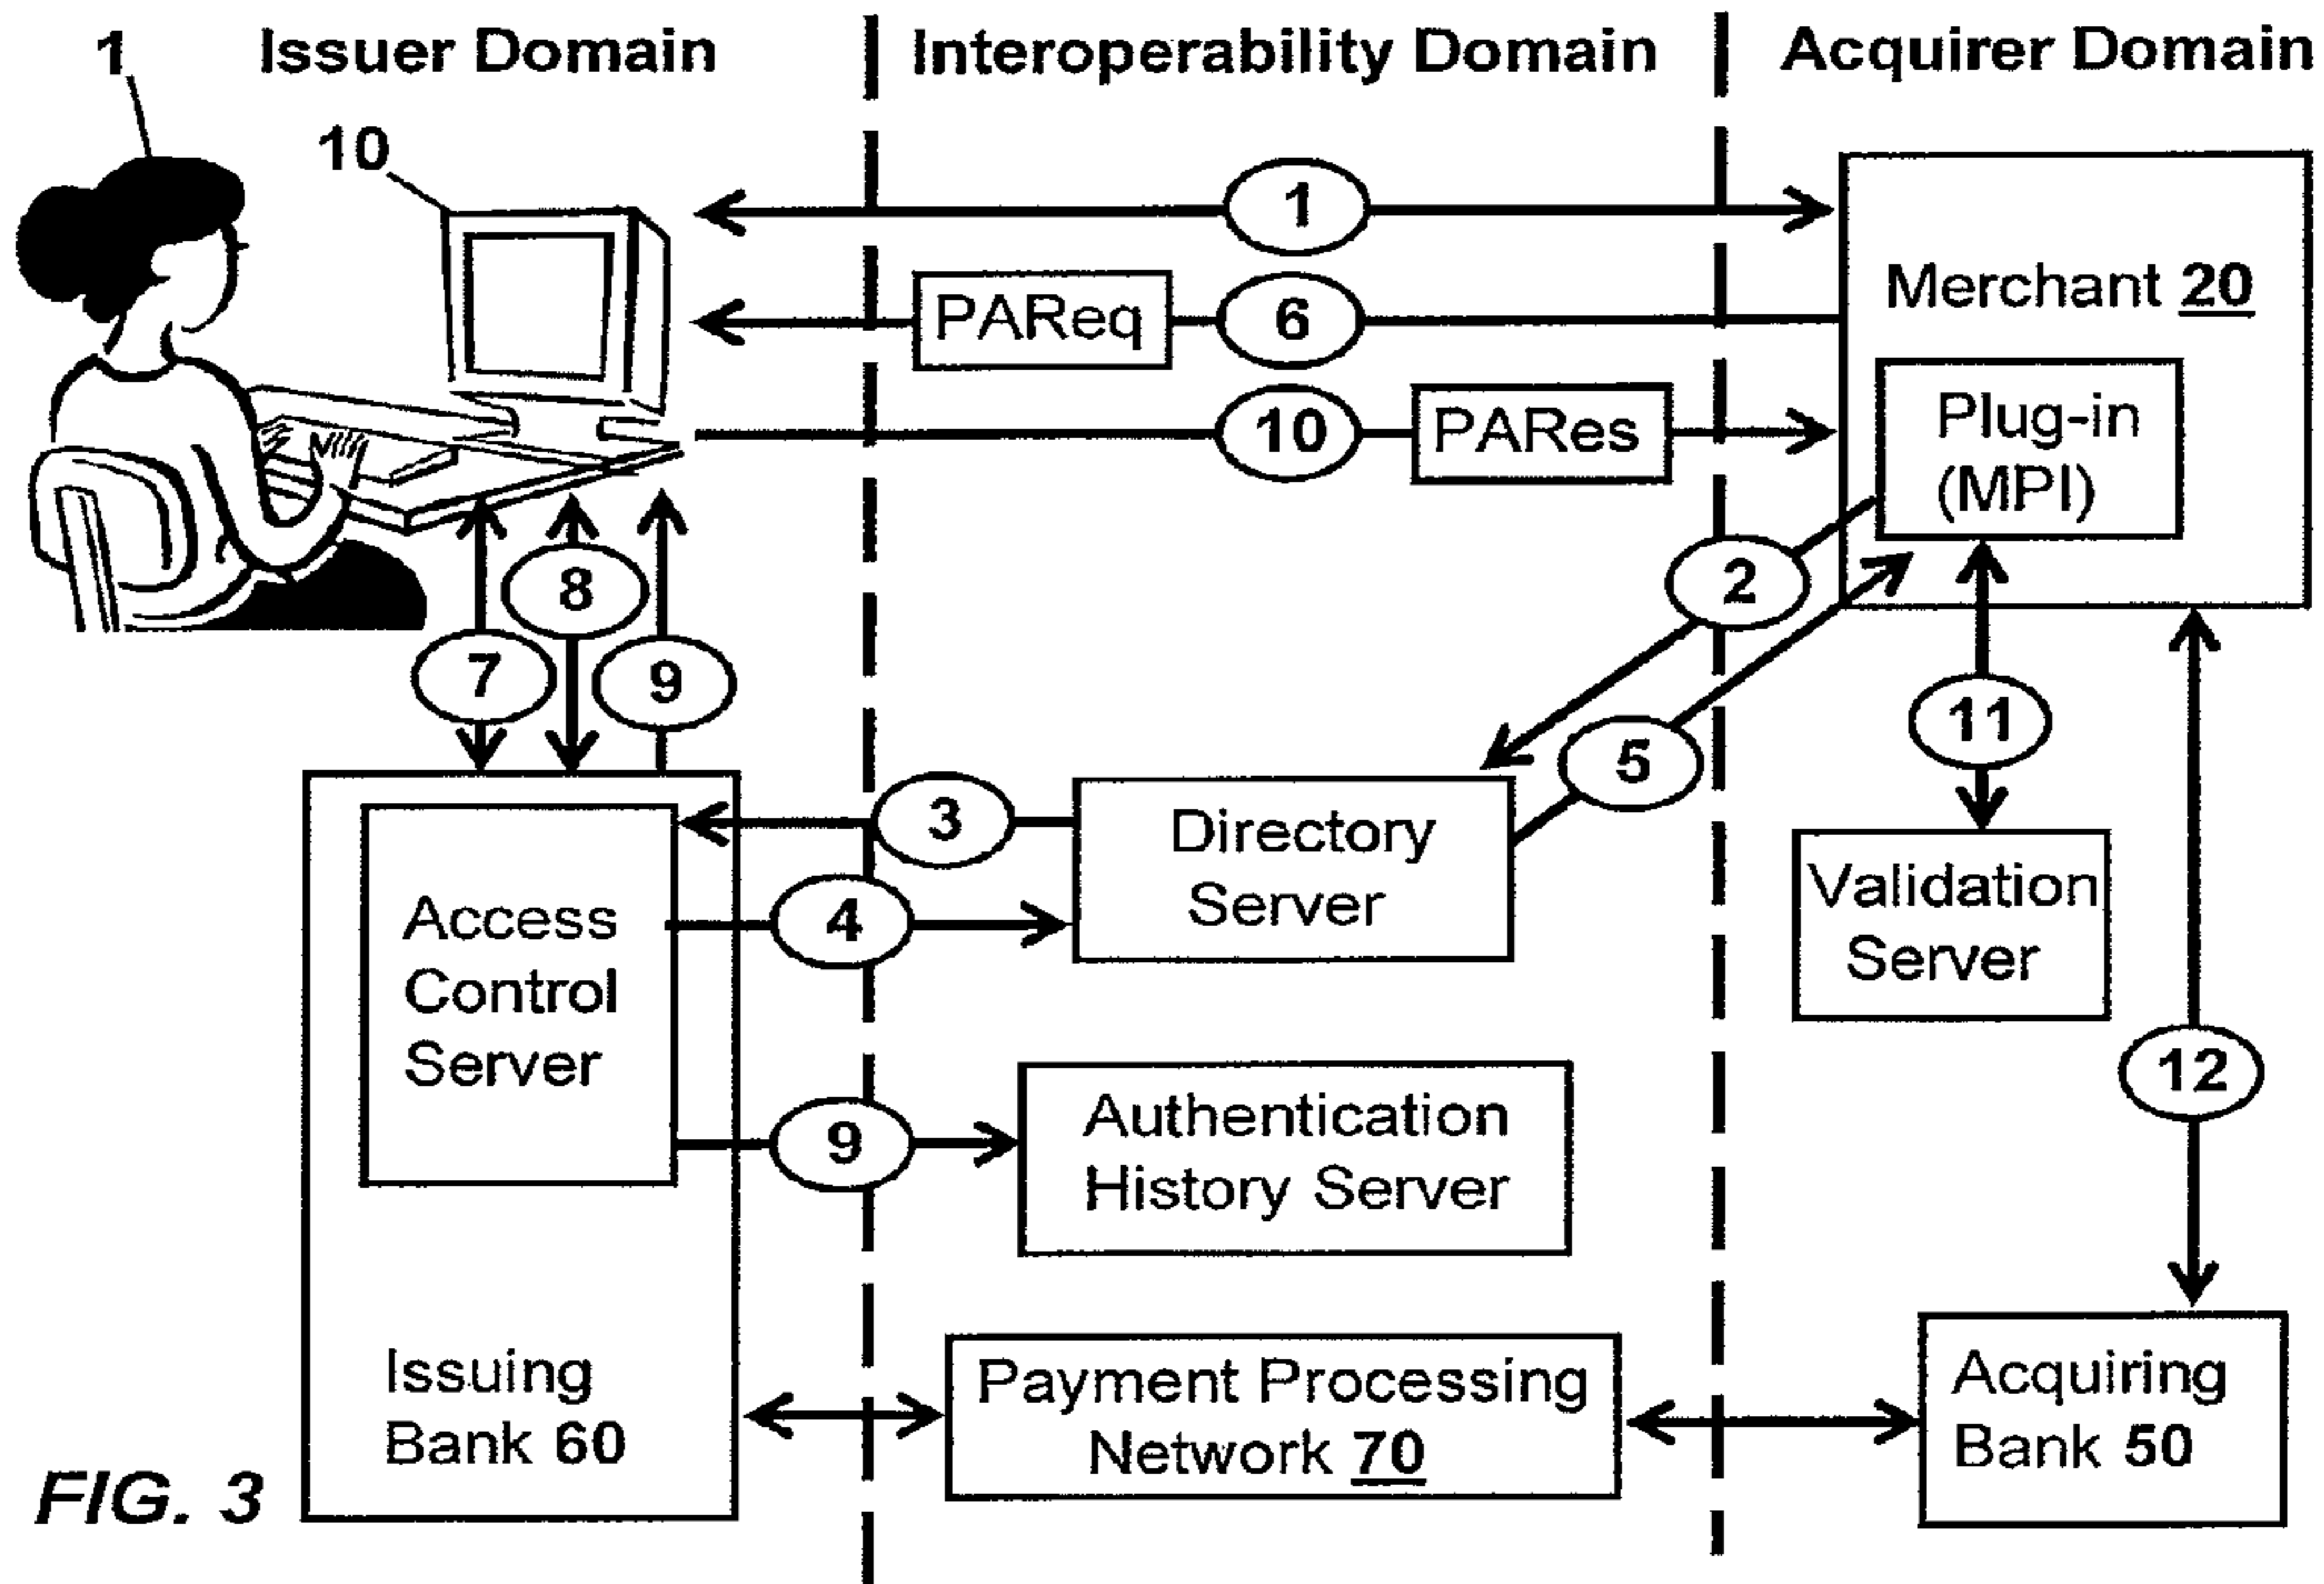 Issuer Domain
Interoperability Domain
Acquirer Domain
1
10
1
Merchant 20
PAReq
6
10
PARes
Plug-in
(MPI)
2
8
7
9
11
5
3
Directory
Server
Validation
Server
4
Access
Control
Server
12
9
Authentication
History Server
Issuing
Bank 60
Payment Processing
Network 70
Acquiring
Bank 50
FIG. 3